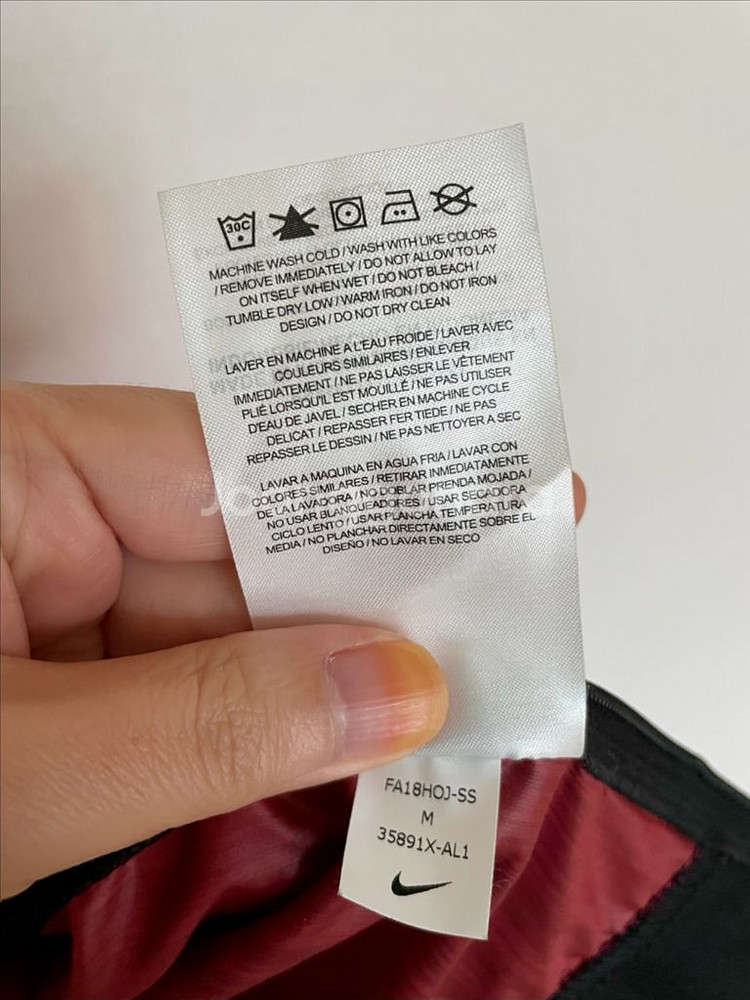 30C
MACHINE WASH COLD / WASH WITH LIKE COLORS
/ REMOVE IMMEDIATELY / DO NOT ALLOW TO LAY
ON ITSELF WHEN WET / DO NOT BLEACH /
TUMBLE DRY LOW / WARM IRON / DO NOT IRON
DESIGN / DO NOT DRY CLEAN
LAVER EN MACHINE A L'EAU FROIDE / LAVER AVEC
COULEURS SIMILAIRES / ENLEVER
IMMEDIATEMENT / NE PAS LAISSER LE VÊTEMENT
PLIÉ LORSQU'IL EST MOUILLÉ / NE PAS UTILISER
D'EAU DE JAVEL / SECHER EN MACHINE CYCLE
DELICAT / REPASSER FER TIEDE / NE PAS
REPASSER LE DESSIN / NE PAS NETTOYER A SEC
LAVAR A MAQUINA EN AGUA FRIA / LAVAR CON
COLORES SIMILARES / RETIRAR INMEDIATAMENTE
DE LA LAVADORA / NO DOBLAR PRENDA MOJADA /
NO USAR BLANQUEADORES / USAR SECADORA
CICLO LENTO / USAR PLANCHA TEMPERATURA
MEDIA / NO PLANCHAR DIRECTAMENTE SOBRE EL
DISEÑO / NO LAVAR EN SECO
FA18HOJ-SS
M
35891X-AL1